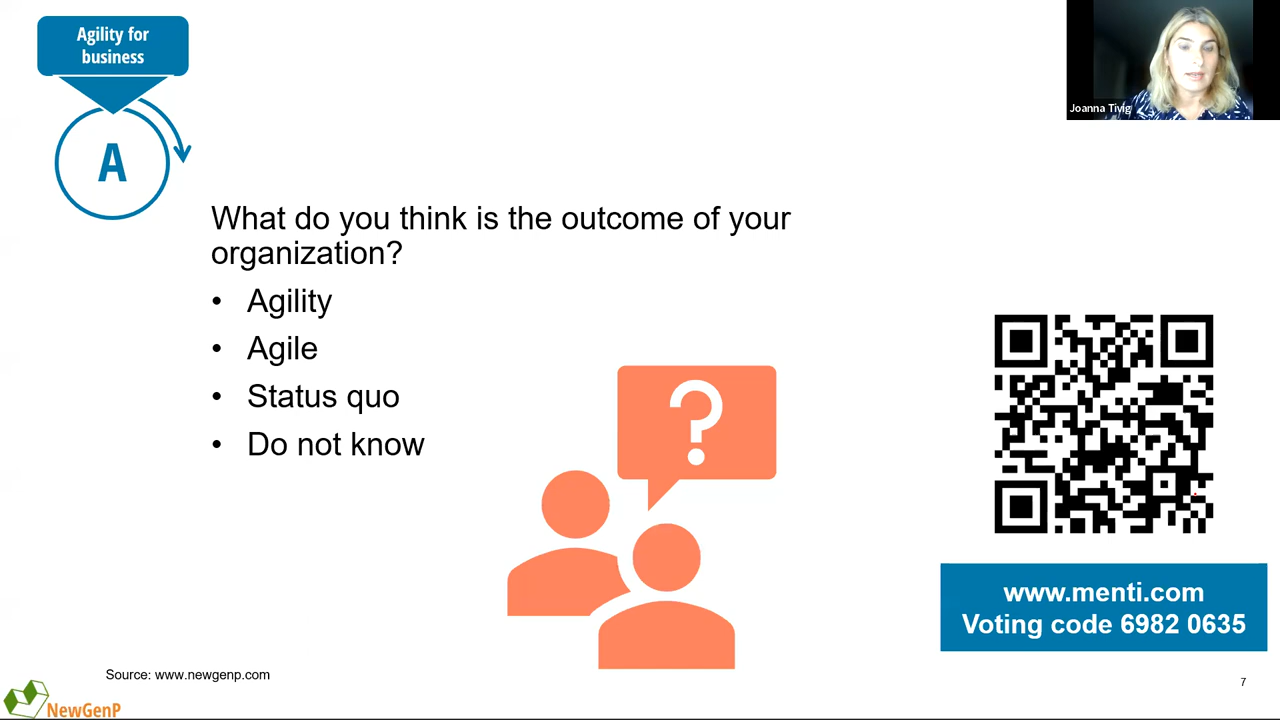 Agility for
business
A
Joanna Tivig
What do you think is the outcome of your
organization?
• Agility
• Agile
• Status quo
• Do not know
?
www.menti.com
Voting code 6982 0635
Source: www.newgenp.com
7
NewGenP